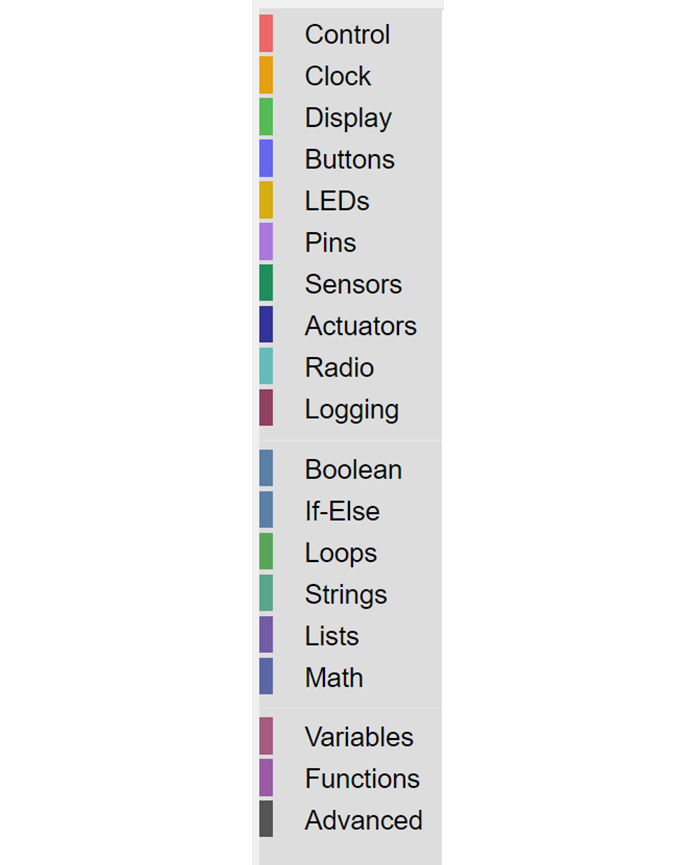 Control
Clock
Display
Buttons
LEDs
Pins
Sensors
Actuators
Radio
Logging
Boolean
If-Else
Loops
Strings
Lists
Math
Variables
Functions
Advanced